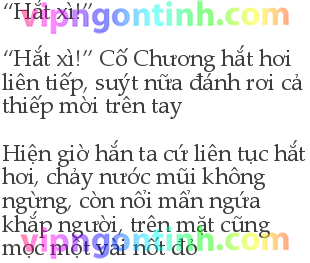 “Hắt xì!”
vipngontinh.com
“Hắt xì!” Cố Chương hắt hơi
liên tiếp, suýt nữa đánh rơi cả
thiếp mời trên tay
Hiện giờ hắn ta cứ liên tục hắt
hơi, chảy nước mũi không
ngừng, còn nổi mẩn ngứa
khắp người, trên mặt cũng
vipngontinh.com
mọc một vài nốt đỏ